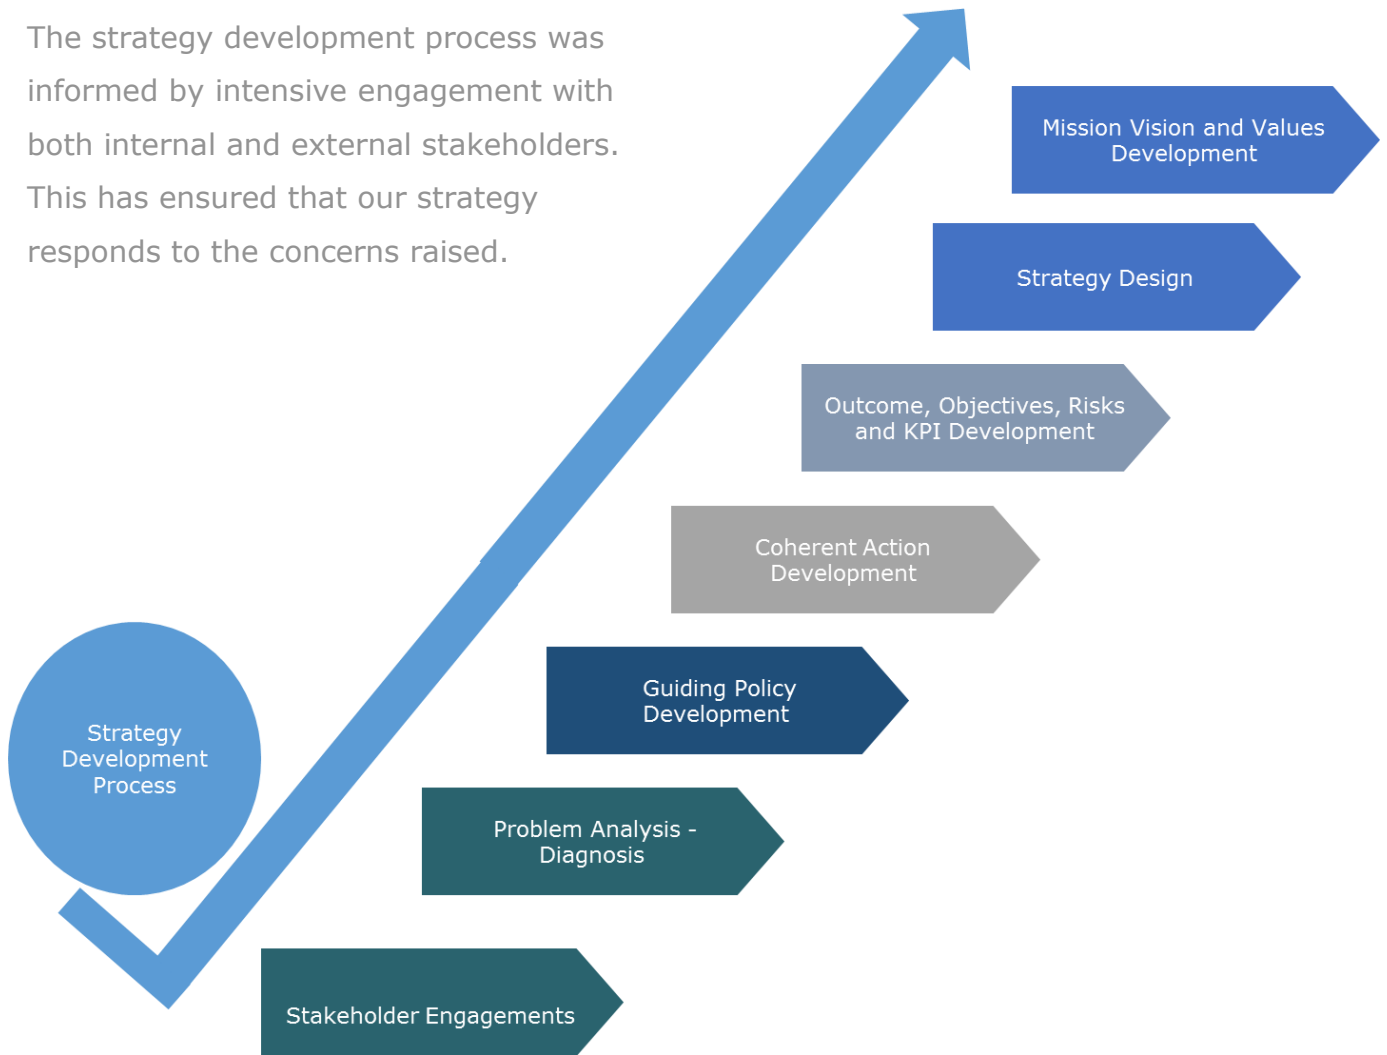 The strategy development process was
informed by intensive engagement with
both internal and external stakeholders.
This has ensured that our strategy
responds to the concerns raised.
Mission Vision and Values
Development
Strategy Design
Outcome, Objectives, Risks
and KPI Development
Coherent Action
Development
Guiding Policy
Development
Strategy
Development
Process
Problem Analysis -
Diagnosis
Stakeholder Engagements